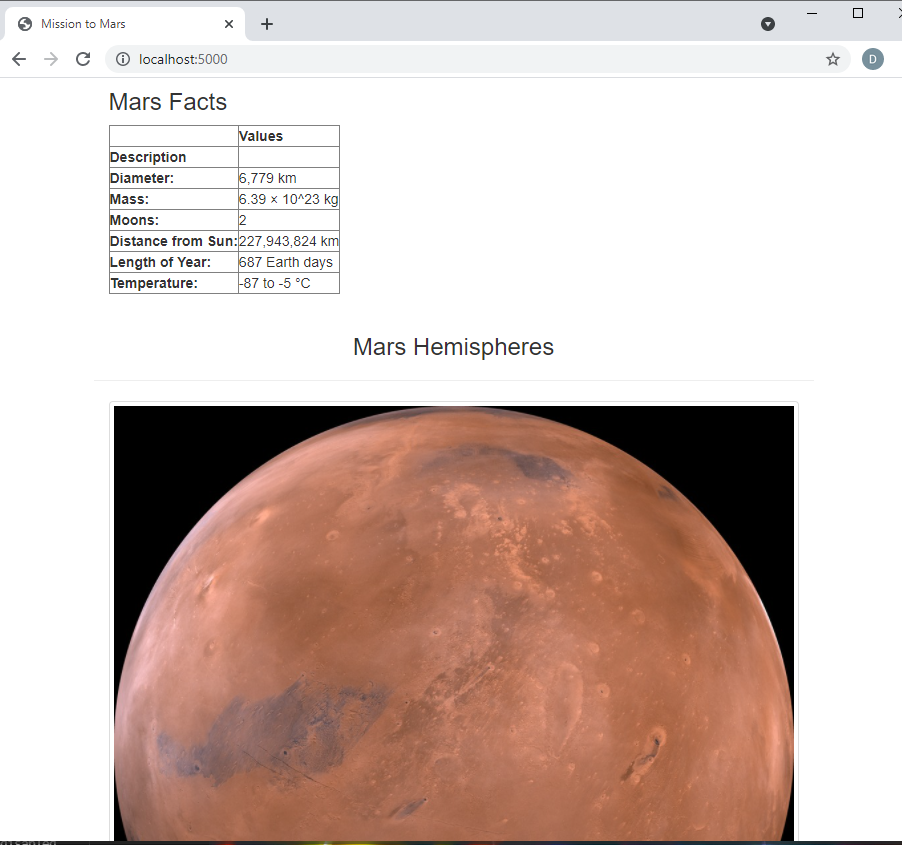 Mission to Mars
localhost:5000
D
Mars Facts
Values
Description
Diameter: 6,779 km
Mass: 6.39 × 10^23 kg
Moons: 2
Distance from Sun: 227,943,824 km
Length of Year: 687 Earth days
Temperature: -87 to -5 °C
Mars Hemispheres